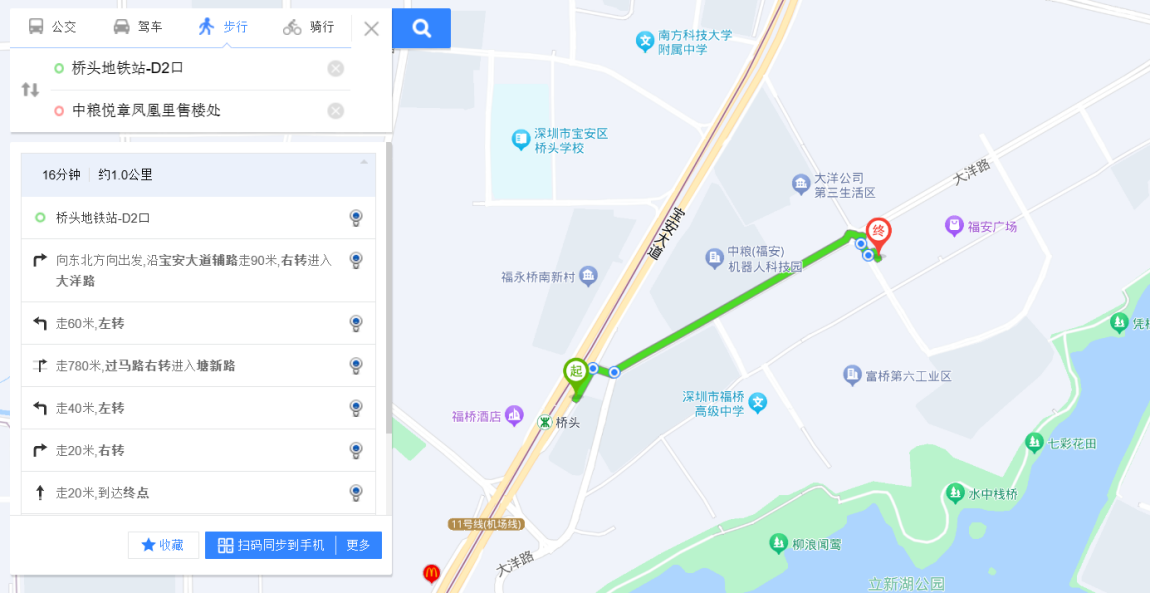 公交
驾车
步行
骑行
桥头地铁站-D2口
中粮悦章凤凰里售楼处
16分钟
约1.0公里
桥头地铁站-D2口
向东北方向出发,沿宝安大道辅路走90米,右转进入
大洋路
走60米,左转
走780米,过马路右转进入塘新路
走40米,左转
走20米,右转
走20米,到达终点
收藏
扫码同步到手机
更多
南方科技大学
附属中学
深圳市宝安区
桥头学校
大洋公司
第三生活区
大洋路
福安广场
终
宝安大道
中粮(福安)
机器人科技园
福永桥南新村
起
富桥第六工业区
深圳市福桥
高级中学
福桥酒店
桥头
七彩花田
水中栈桥
11号线(机场线)
柳浪闻莺
大洋路
立新湖公园